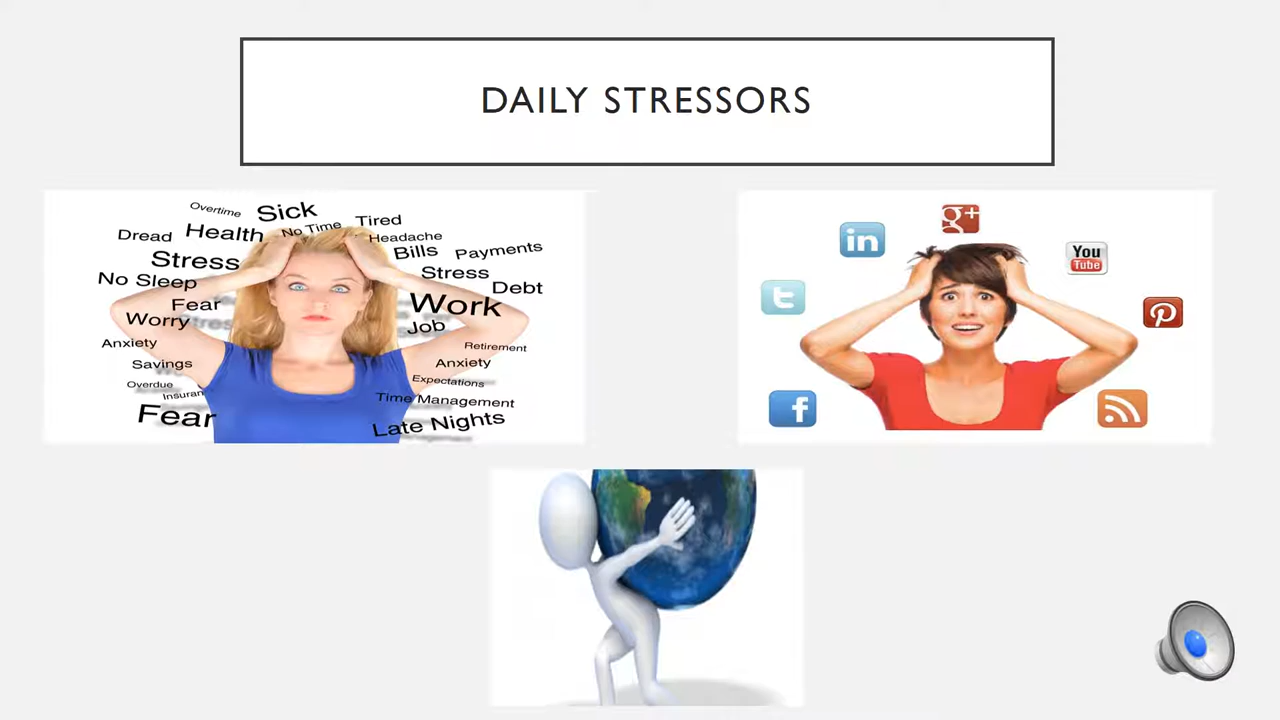 DAILY STRESSORS
Overtime
Sick
No Time
Tired
Dread
Health
Headache
Bills
Payments
Stress
Stress
No Sleep
Debt
Fear
Work
Worry
Job
Anxiety
Retirement
Savings
Anxiety
Overdue
Expectations
Time Management
Fear
Late Nights
in
g+
You
Tube
t
f